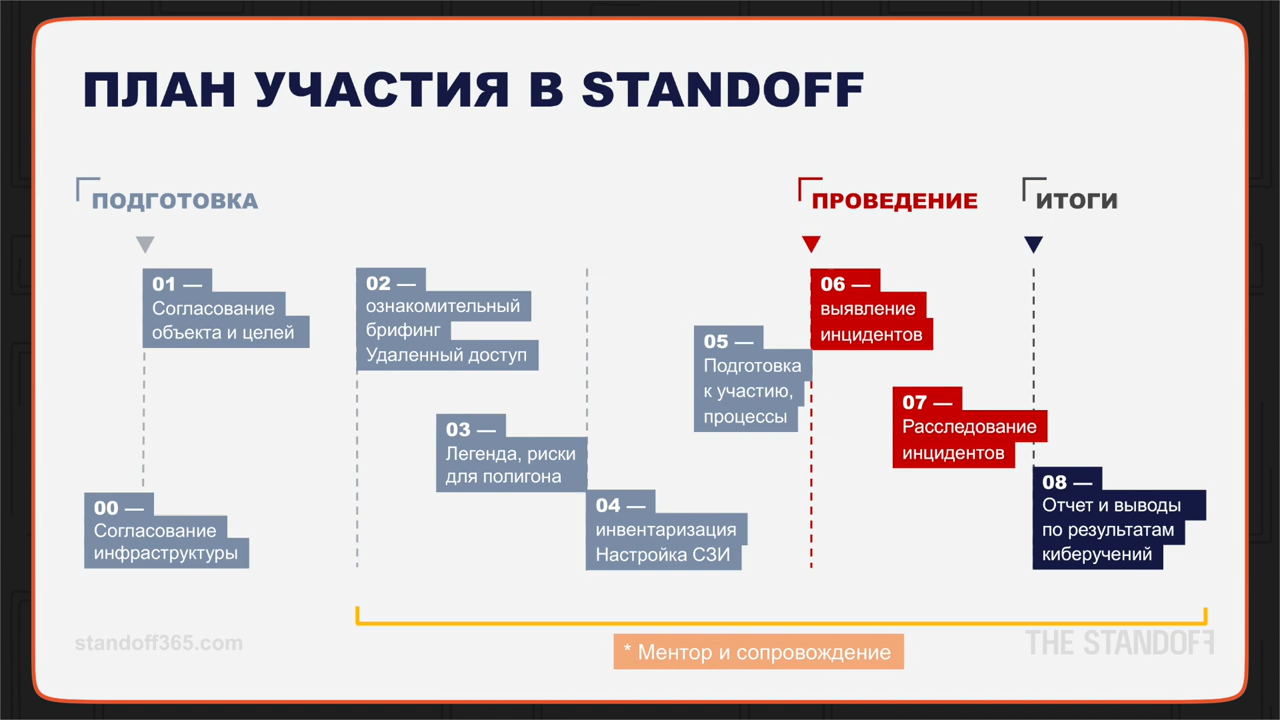 ПЛАН УЧАСТИЯ В STANDOFF
ПОДГОТОВКА
ПРОВЕДЕНИЕ
ИТОГИ
01 —
Согласование
объекта и целей
02 —
ознакомительный
брифинг
Удаленный доступ
06 —
выявление
инцидентов
05 —
Подготовка
к участию,
процессы
07 —
Расследование
инцидентов
03 —
Легенда, риски
для полигона
08 —
Отчет и выводы
по результатам
киберучений
00 —
Согласование
инфраструктуры
04 —
инвентаризация
Настройка СЗИ
standoff365.com
* Ментор и сопровождение
THE STANDOFF